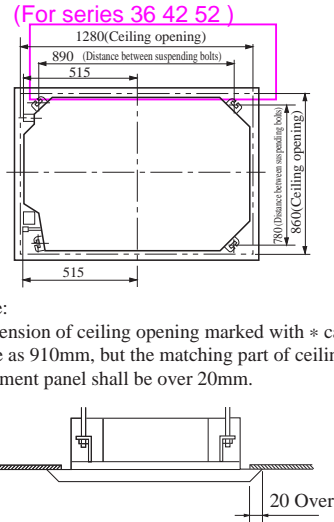 (For series 36 42 52 )
1280(Ceiling opening)
890 (Distance between suspending bolts)
515
780(Distance between suspending bolts)
860(Ceiling opening)
515
e:
ension of ceiling opening marked with * ca
e as 910mm, but the matching part of ceilin
ment panel shall be over 20mm.
20 Over